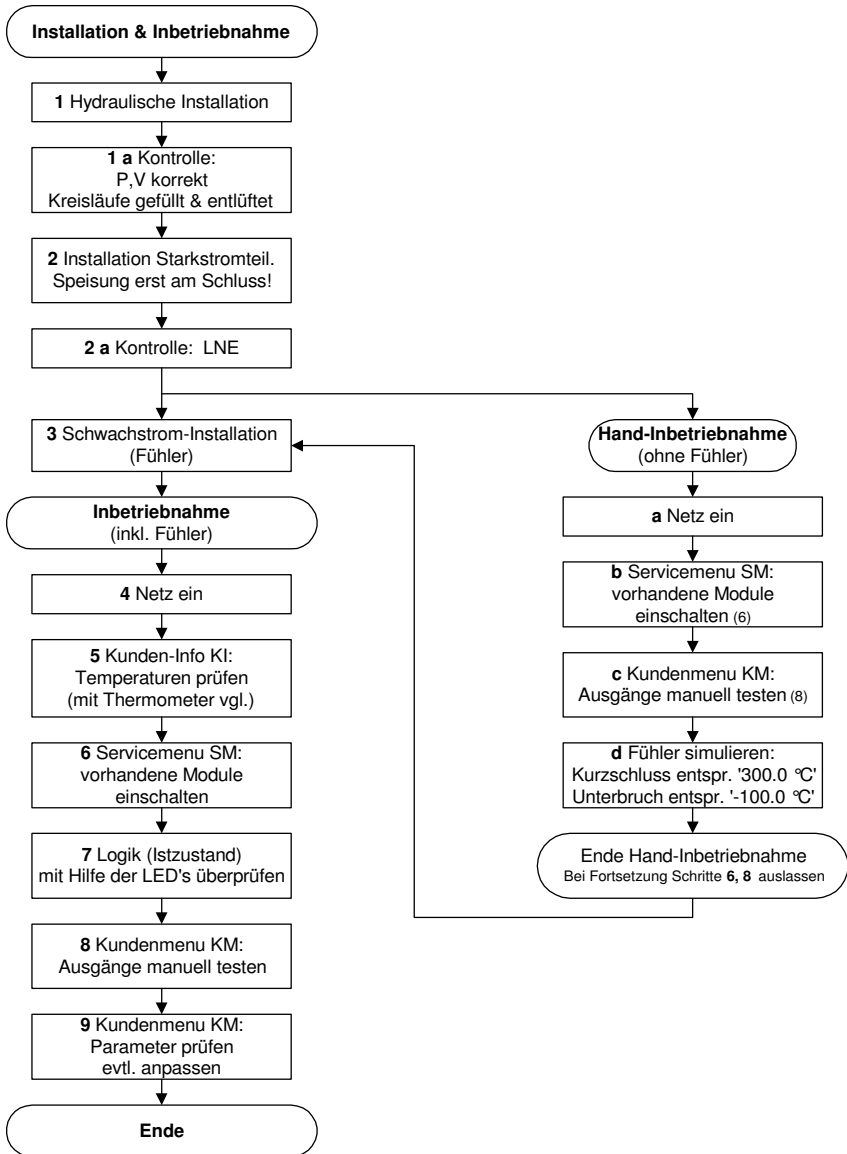 Installation & Inbetriebnahme
1 Hydraulische Installation
1 a Kontrolle:
P,V korrekt
Kreisläufe gefüllt & entlüftet
2 Installation Starkstromteil.
Speisung erst am Schluss!
2 a Kontrolle: LNE
3 Schwachstrom-Installation
(Fühler)
Inbetriebnahme
(inkl. Fühler)
4 Netz ein
5 Kunden-Info KI:
Temperaturen prüfen
(mit Thermometer vgl.)
6 Servicemenu SM:
vorhandene Module
einschalten
7 Logik (Istzustand)
mit Hilfe der LED's überprüfen
8 Kundenmenu KM:
Ausgänge manuell testen
9 Kundenmenu KM:
Parameter prüfen
evtl. anpassen
Ende
Hand-Inbetriebnahme
(ohne Fühler)
a Netz ein
b Servicemenu SM:
vorhandene Module
einschalten (6)
c Kundenmenu KM:
Ausgänge manuell testen (8)
d Fühler simulieren:
Kurzschluss entspr. '300.0 °C'
Unterbruch entspr. '-100.0 °C'
Ende Hand-Inbetriebnahme
Bei Fortsetzung Schritte 6, 8 auslassen